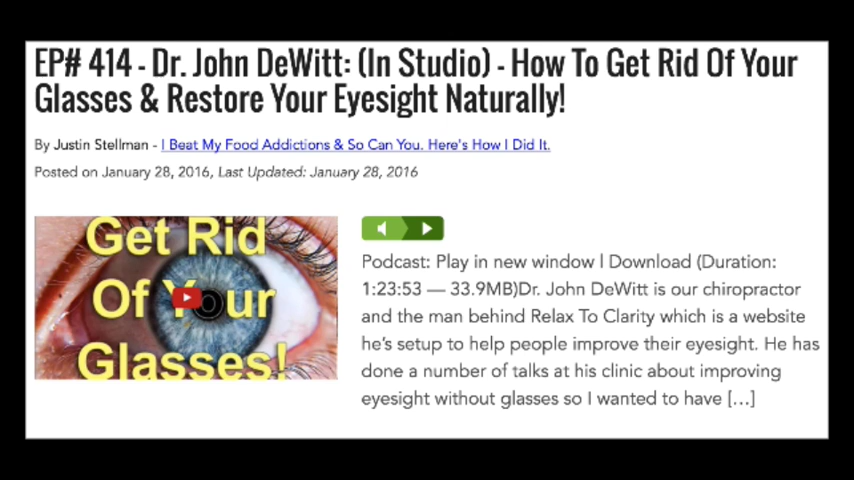 EP# 414 - Dr. John DeWitt: (In Studio) - How To Get Rid Of Your
Glasses & Restore Your Eyesight Naturally!
By Justin Stellman - I Beat My Food Addictions & So Can You. Here's How I Did It.
Posted on January 28, 2016, Last Updated: January 28, 2016
Get Rid
Of Your
Glasses!
Podcast: Play in new window | Download (Duration:
1:23:53 — 33.9MB)Dr. John DeWitt is our chiropractor
and the man behind Relax To Clarity which is a website
he's setup to help people improve their eyesight. He has
done a number of talks at his clinic about improving
eyesight without glasses so I wanted to have [...]